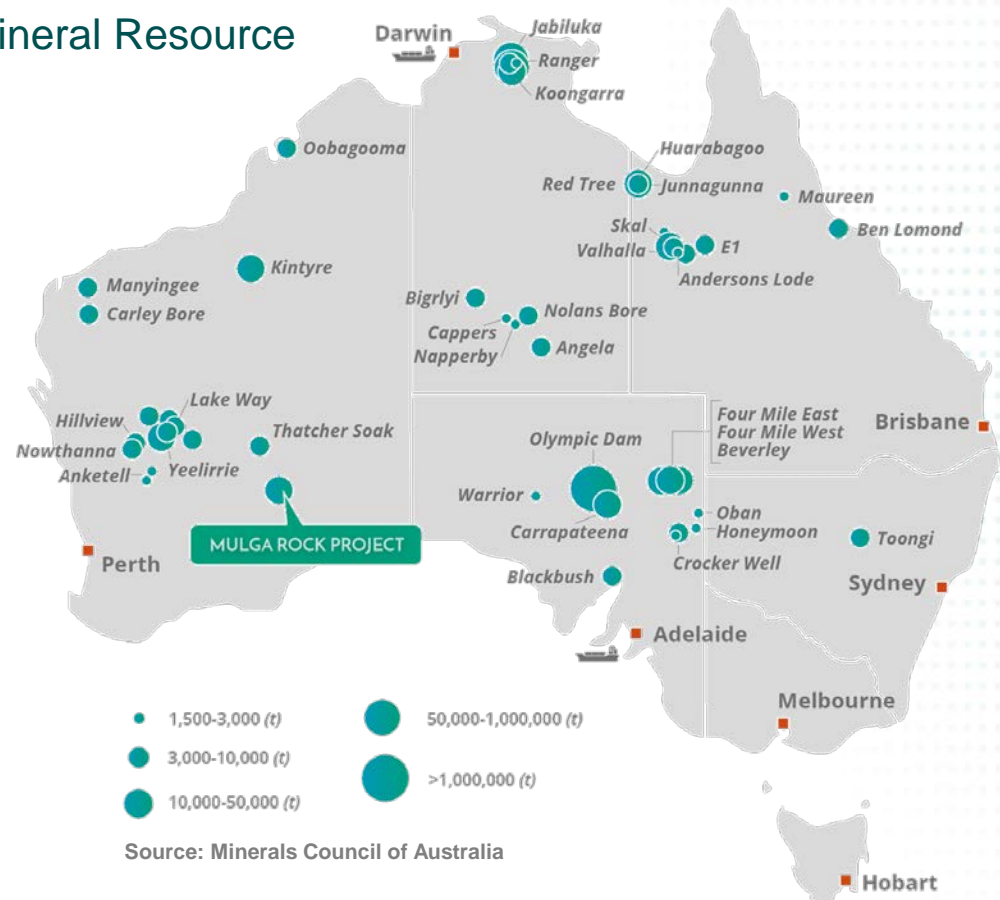 ineral Resource
Darwin
Jabiluka
Ranger
Koongarra
Oobagooma
Huarabagoo
Red Tree
Junnagunna
Maureen
Skal
Ben Lomond
Valhalla
E1
Andersons Lode
Kintyre
Manyingee
Carley Bore
Bigrlyi
Nolans Bore
Cappers
Napperby
Angela
Lake Way
Hillview
Thatcher Soak
Nowthanna
Yeelirrie
Anketell
Four Mile East
Four Mile West
Beverley
Brisbane
Olympic Dam
Warrior
Carrapateena
Oban
Honeymoon
Crocker Well
Toongi
MULGA ROCK PROJECT
Perth
Blackbush
Sydney
Adelaide
Melbourne
1,500-3,000 (t)
50,000-1,000,000 (t)
3,000-10,000 (t)
>1,000,000 (t)
10,000-50,000 (t)
Source: Minerals Council of Australia
Hobart